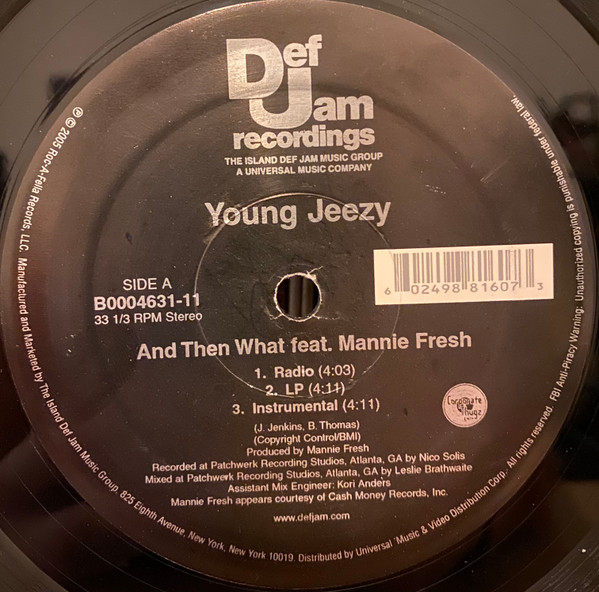 Def
Jam
recordings
THE ISLAND DEF JAM MUSIC GROUP
A UNIVERSAL MUSIC COMPANY
Young Jeezy
SIDE A
B0004631-11
33 1/3 RPM Stereo
6 02498 81607 3
And Then What feat. Mannie Fresh
1. Radio (4:03)
2. LP (4:11)
3. Instrumental (4:11)
(J. Jenkins, B. Thomas)
(Copyright Control/BMI)
Produced by Mannie Fresh
Recorded at Patchwerk Recording Studios, Atlanta, GA by Nico Solis
Mixed at Patchwerk Recording Studios, Atlanta, GA by Leslie Brathwaite
Assistant Mix Engineer: Kori Anders
Mannie Fresh appears courtesy of Cash Money Records, Inc.
www.defjam.com
Corporate
Thugz
℗ © 2005 Roc-A-Fella Records, LLC. Manufactured and Marketed by The Island Def Jam Music Group, 825 Eighth Avenue, New York, New York 10019. Distributed by Universal Music & Video Distribution Corp. All rights reserved. FBI Anti-Piracy Warning: Unauthorized copying is punishable under federal law.